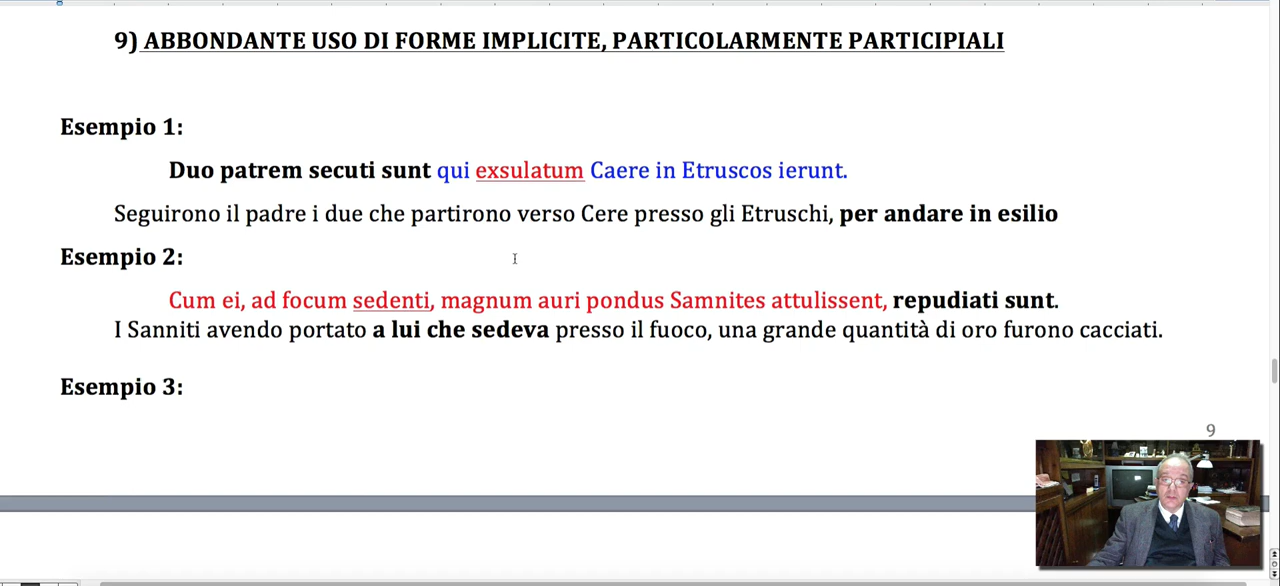 9) ABBONDANTE USO DI FORME IMPLICITE, PARTICOLARMENTE PARTICIPIALI
Esempio 1:
Duo patrem secuti sunt qui exsulatum Caere in Etruscos ierunt.
Seguirono il padre i due che partirono verso Cere presso gli Etruschi, per andare in esilio
Esempio 2:
Cum ei, ad focum sedenti, magnum auri pondus Samnites attulissent, repudiati sunt.
I Sanniti avendo portato a lui che sedeva presso il fuoco, una grande quantità di oro furono cacciati.
Esempio 3:
9